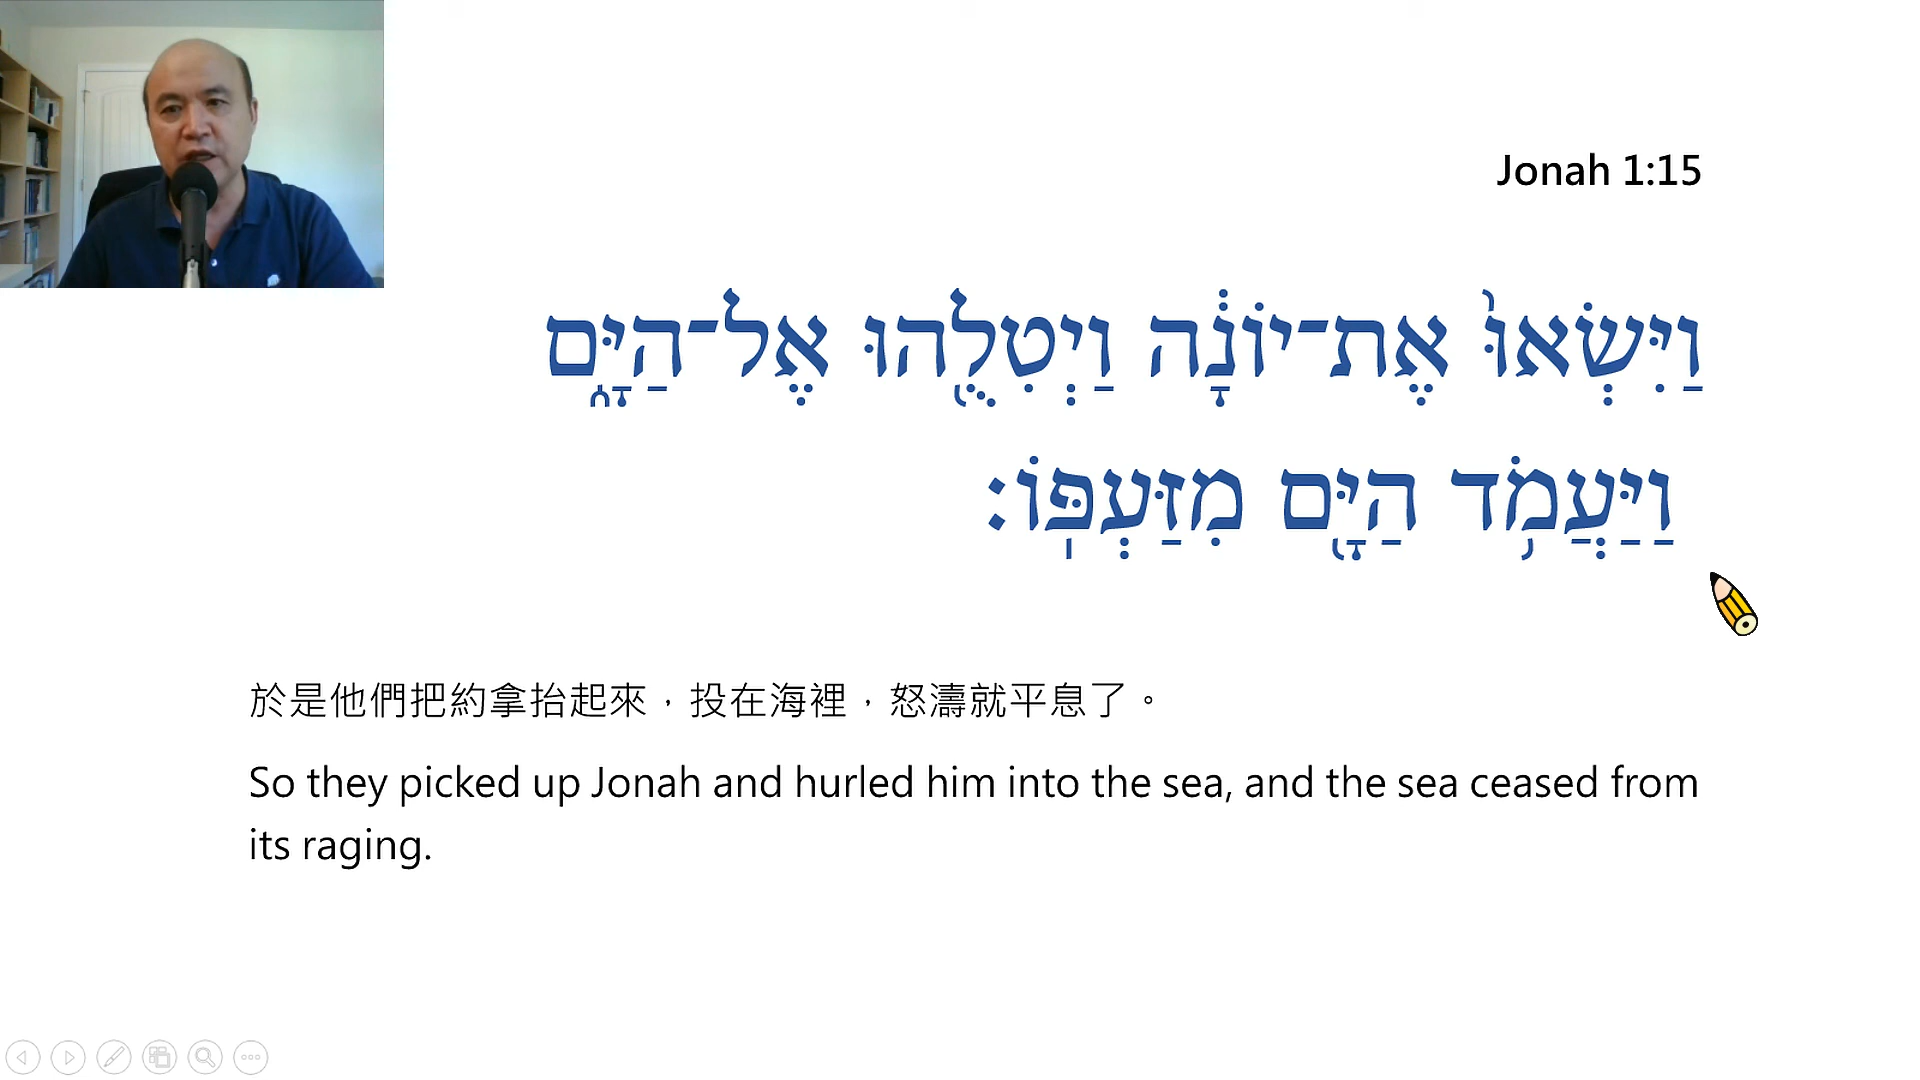 Jonah 1:15
וַיִּשְׂאוּ֙ אֶת־יוֹנָ֔ה וַיְטִלֻ֖הוּ אֶל־הַיָּ֑ם
וַיַּעֲמֹ֥ד הַיָּ֖ם מִזַּעְפּֽוֹ׃
於是他們把約拿抬起來，投在海裡，怒濤就平息了。
So they picked up Jonah and hurled him into the sea, and the sea ceased from
its raging.